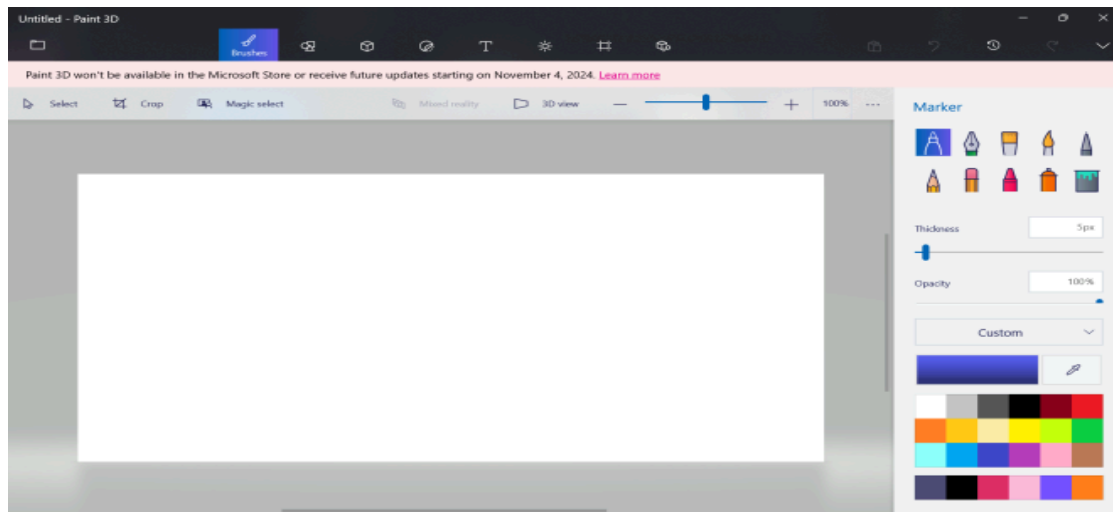 Untitled - Paint 3D
Brushes
Paint 3D won't be available in the Microsoft Store or receive future updates starting on November 4, 2024. Learn more
Select Crop Magic select Mixed reality 3D view 100%
Marker
Thickness 5px
Opacity 100%
Custom